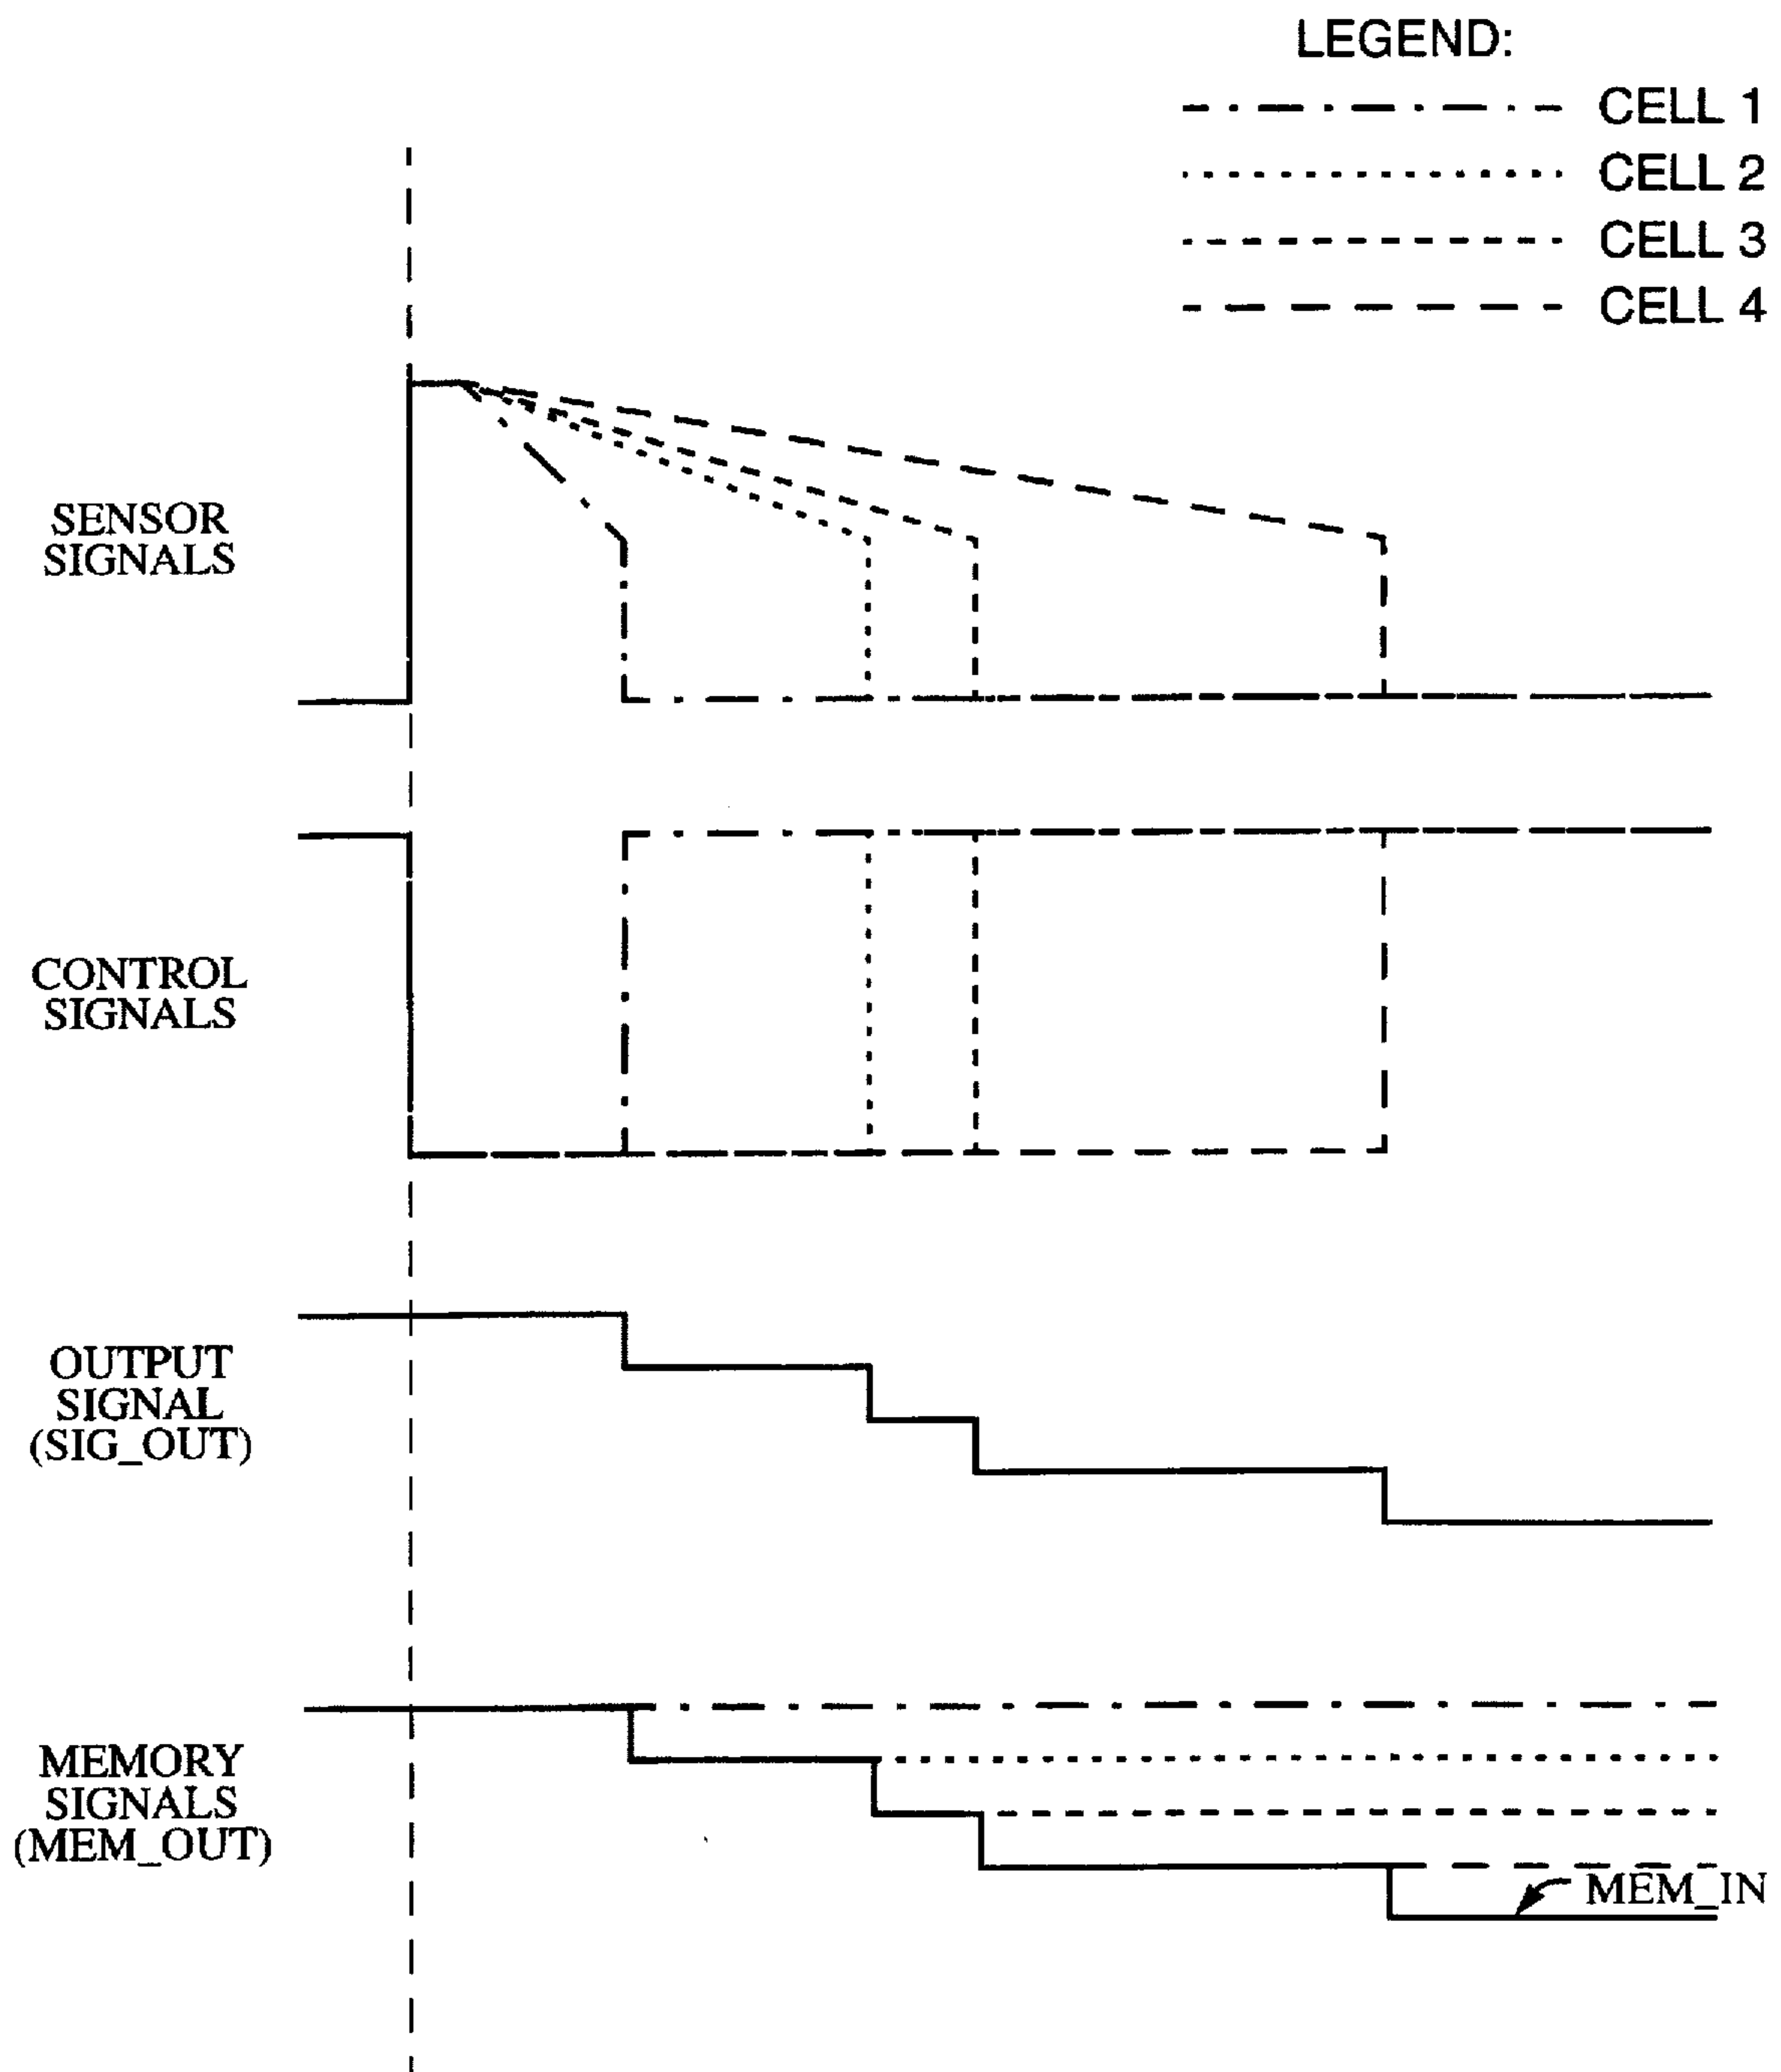 LEGEND:
CELL 1
CELL 2
CELL 3
CELL 4
SENSOR
SIGNALS
CONTROL
SIGNALS
OUTPUT
SIGNAL
(SIG_OUT)
MEMORY
SIGNALS
(MEM_OUT)
MEM_IN